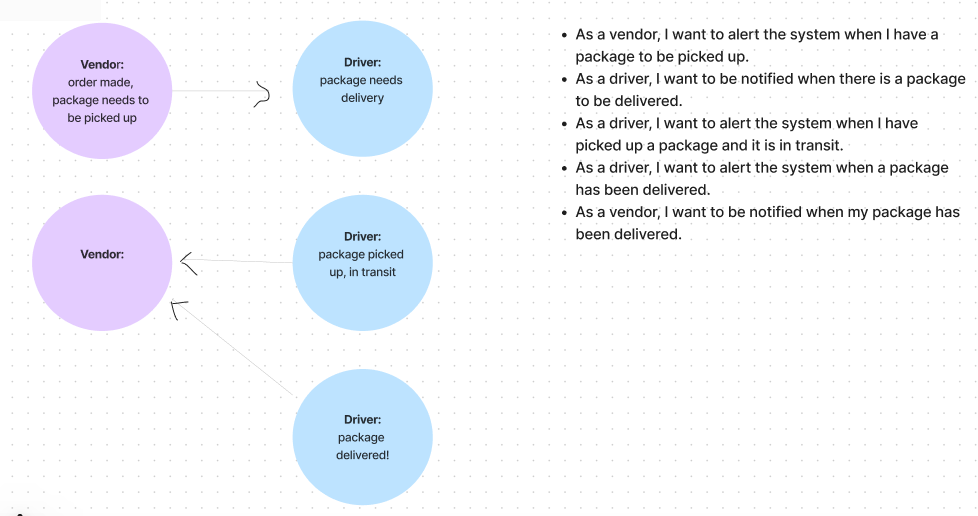 Vendor:
order made,
package needs to
be picked up
Driver:
package needs
delivery
Vendor:
Driver:
package picked
up, in transit
Driver:
package
delivered!
• As a vendor, I want to alert the system when I have a
package to be picked up.
• As a driver, I want to be notified when there is a package
to be delivered.
• As a driver, I want to alert the system when I have
picked up a package and it is in transit.
• As a driver, I want to alert the system when a package
has been delivered.
• As a vendor, I want to be notified when my package has
been delivered.